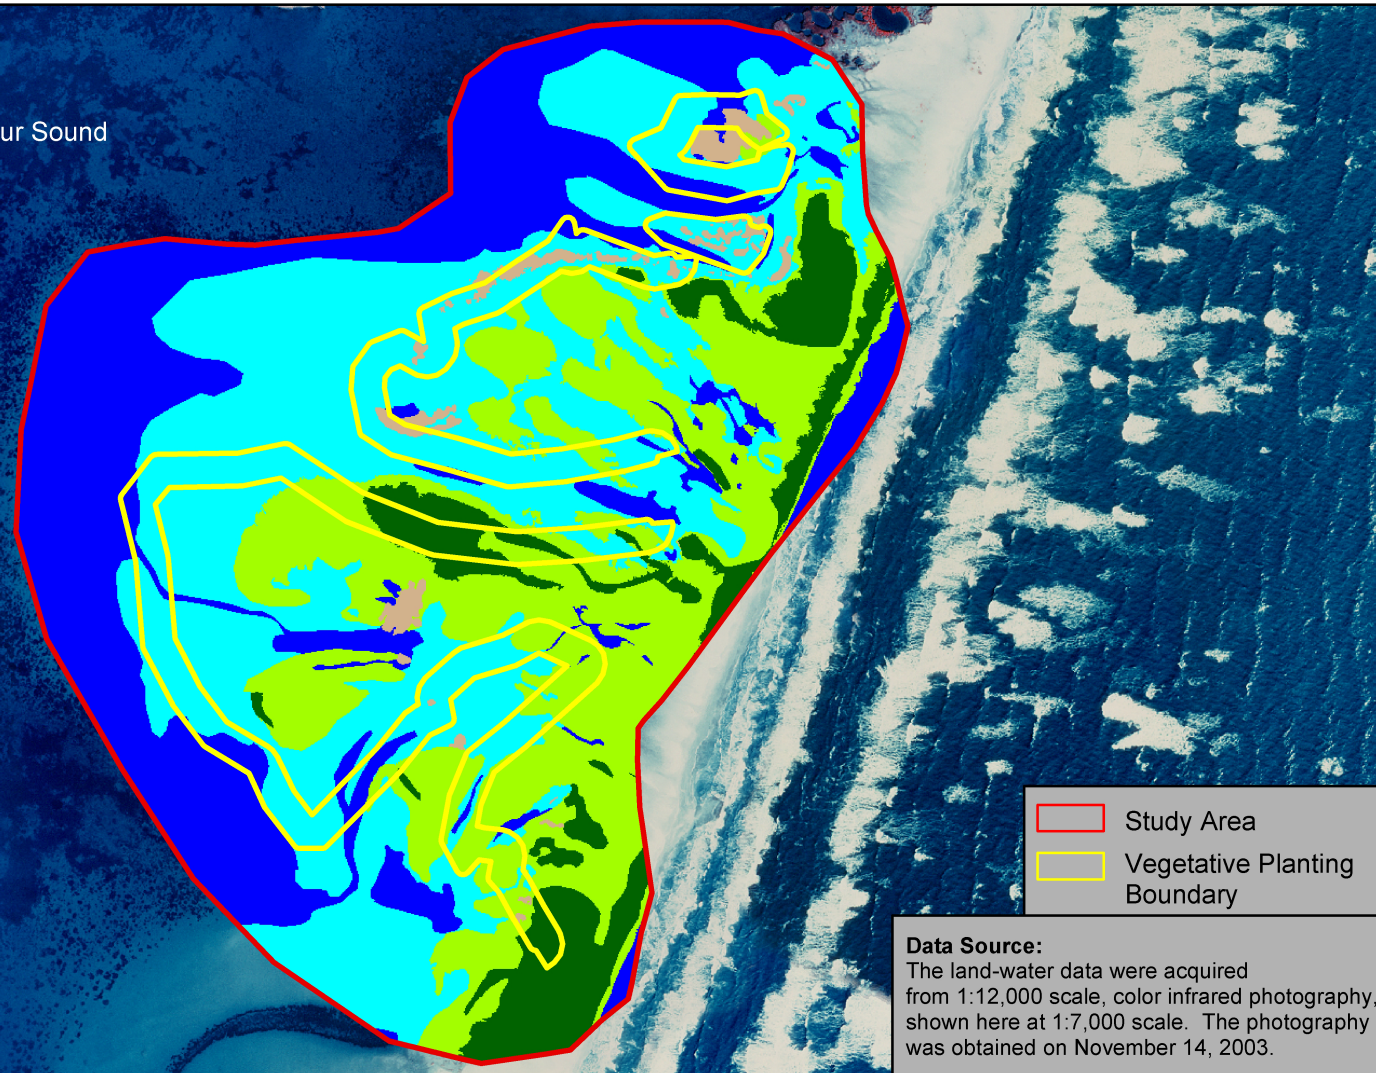 ur Sound
Study Area
Vegetative Planting
Boundary
Data Source:
The land-water data were acquired
from 1:12,000 scale, color infrared photography,
shown here at 1:7,000 scale. The photography
was obtained on November 14, 2003.